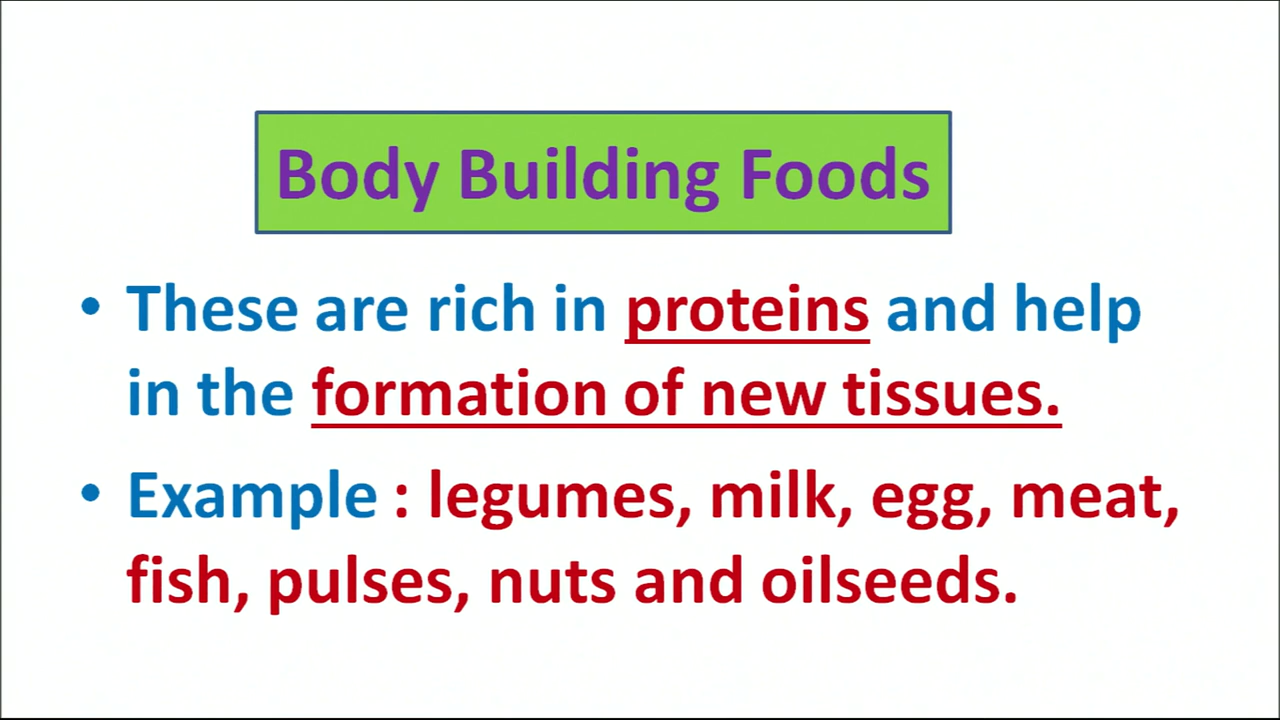 Body Building Foods
• These are rich in proteins and help
in the formation of new tissues.
• Example : legumes, milk, egg, meat,
fish, pulses, nuts and oilseeds.